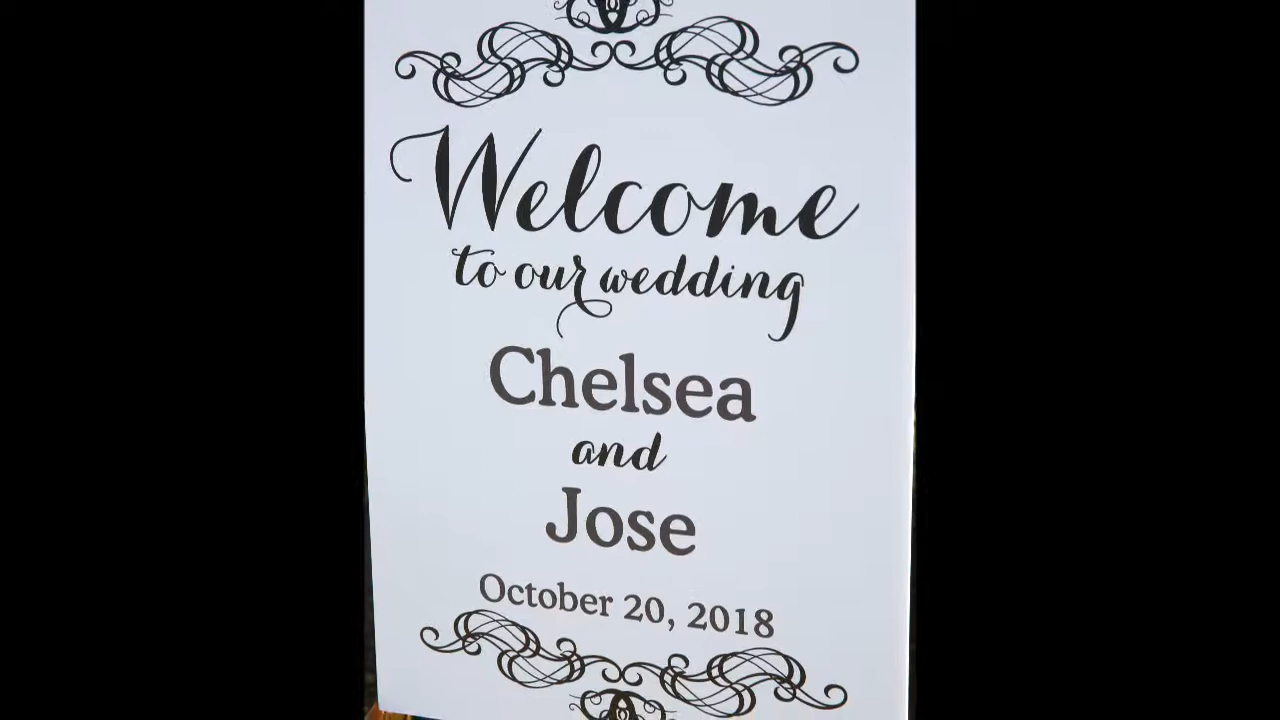 Welcome
to our wedding
Chelsea
and
Jose
October 20, 2018